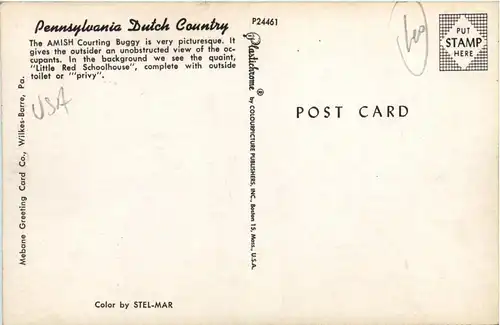 Pennsylvania Dutch Country
The AMISH Courting Buggy is very picturesque. It
gives the outsider an unobstructed view of the oc-
cupants. In the background we see the quaint,
"Little Red Schoolhouse", complete with outside
toilet or "'privy".
USA
Mebane Greeting Card Co., Wilkes-Barre, Pa.
Color by STEL-MAR
P24461
Plastichrome ® by COLOURPICTURE PUBLISHERS, INC., Boston 15, Mass., U.S.A.
POST CARD
PUT
STAMP
HERE